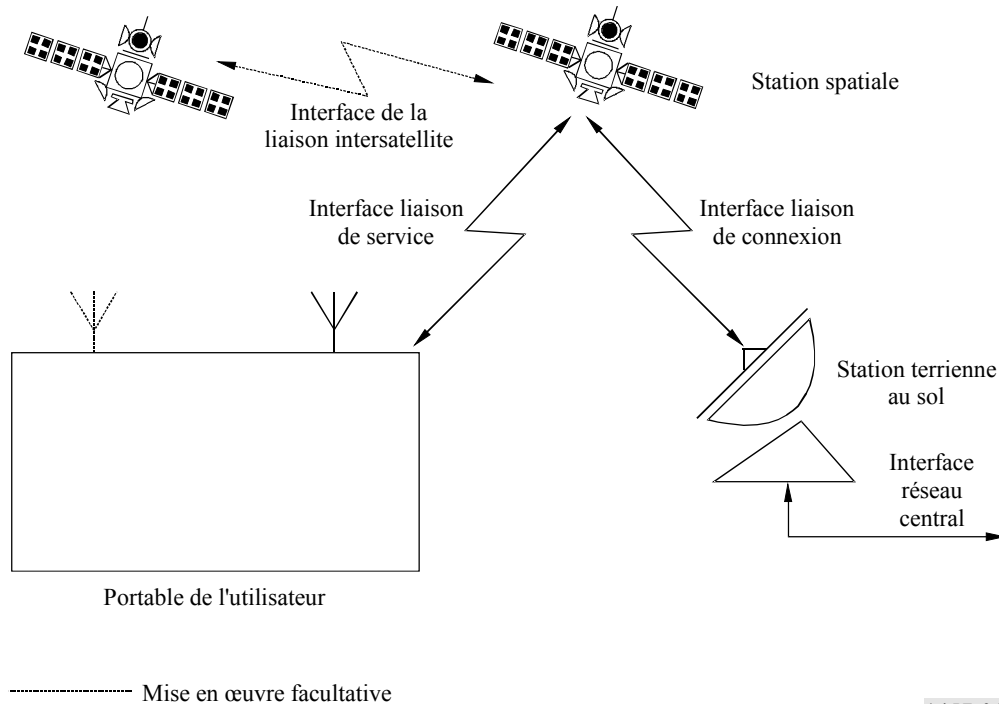 Station spatiale
Interface de la
liaison intersatellite
Interface liaison
de service
Interface liaison
de connexion
Station terrienne
au sol
Interface
réseau
central
Portable de l'utilisateur
Mise en œuvre facultative